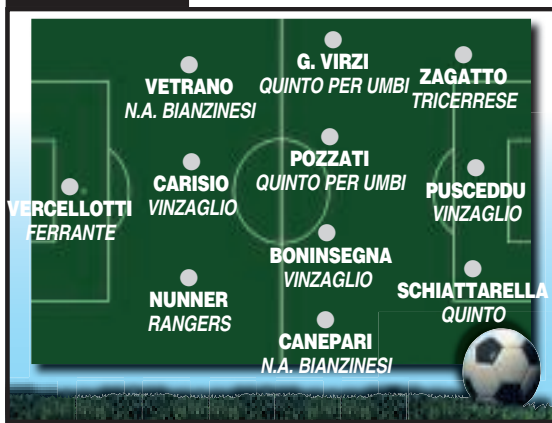 VERCELLOTTI
FERRANTE
VETRANO
N.A. BIANZINESI
CARISIO
VINZAGLIO
NUNNER
RANGERS
G. VIRZI
QUINTO PER UMBI
POZZATI
QUINTO PER UMBI
BONINSEGNA
VINZAGLIO
CANEPARI
N.A. BIANZINESI
ZAGATTO
TRICERRESE
PUSCEDDU
VINZAGLIO
SCHIATTARELLA
QUINTO